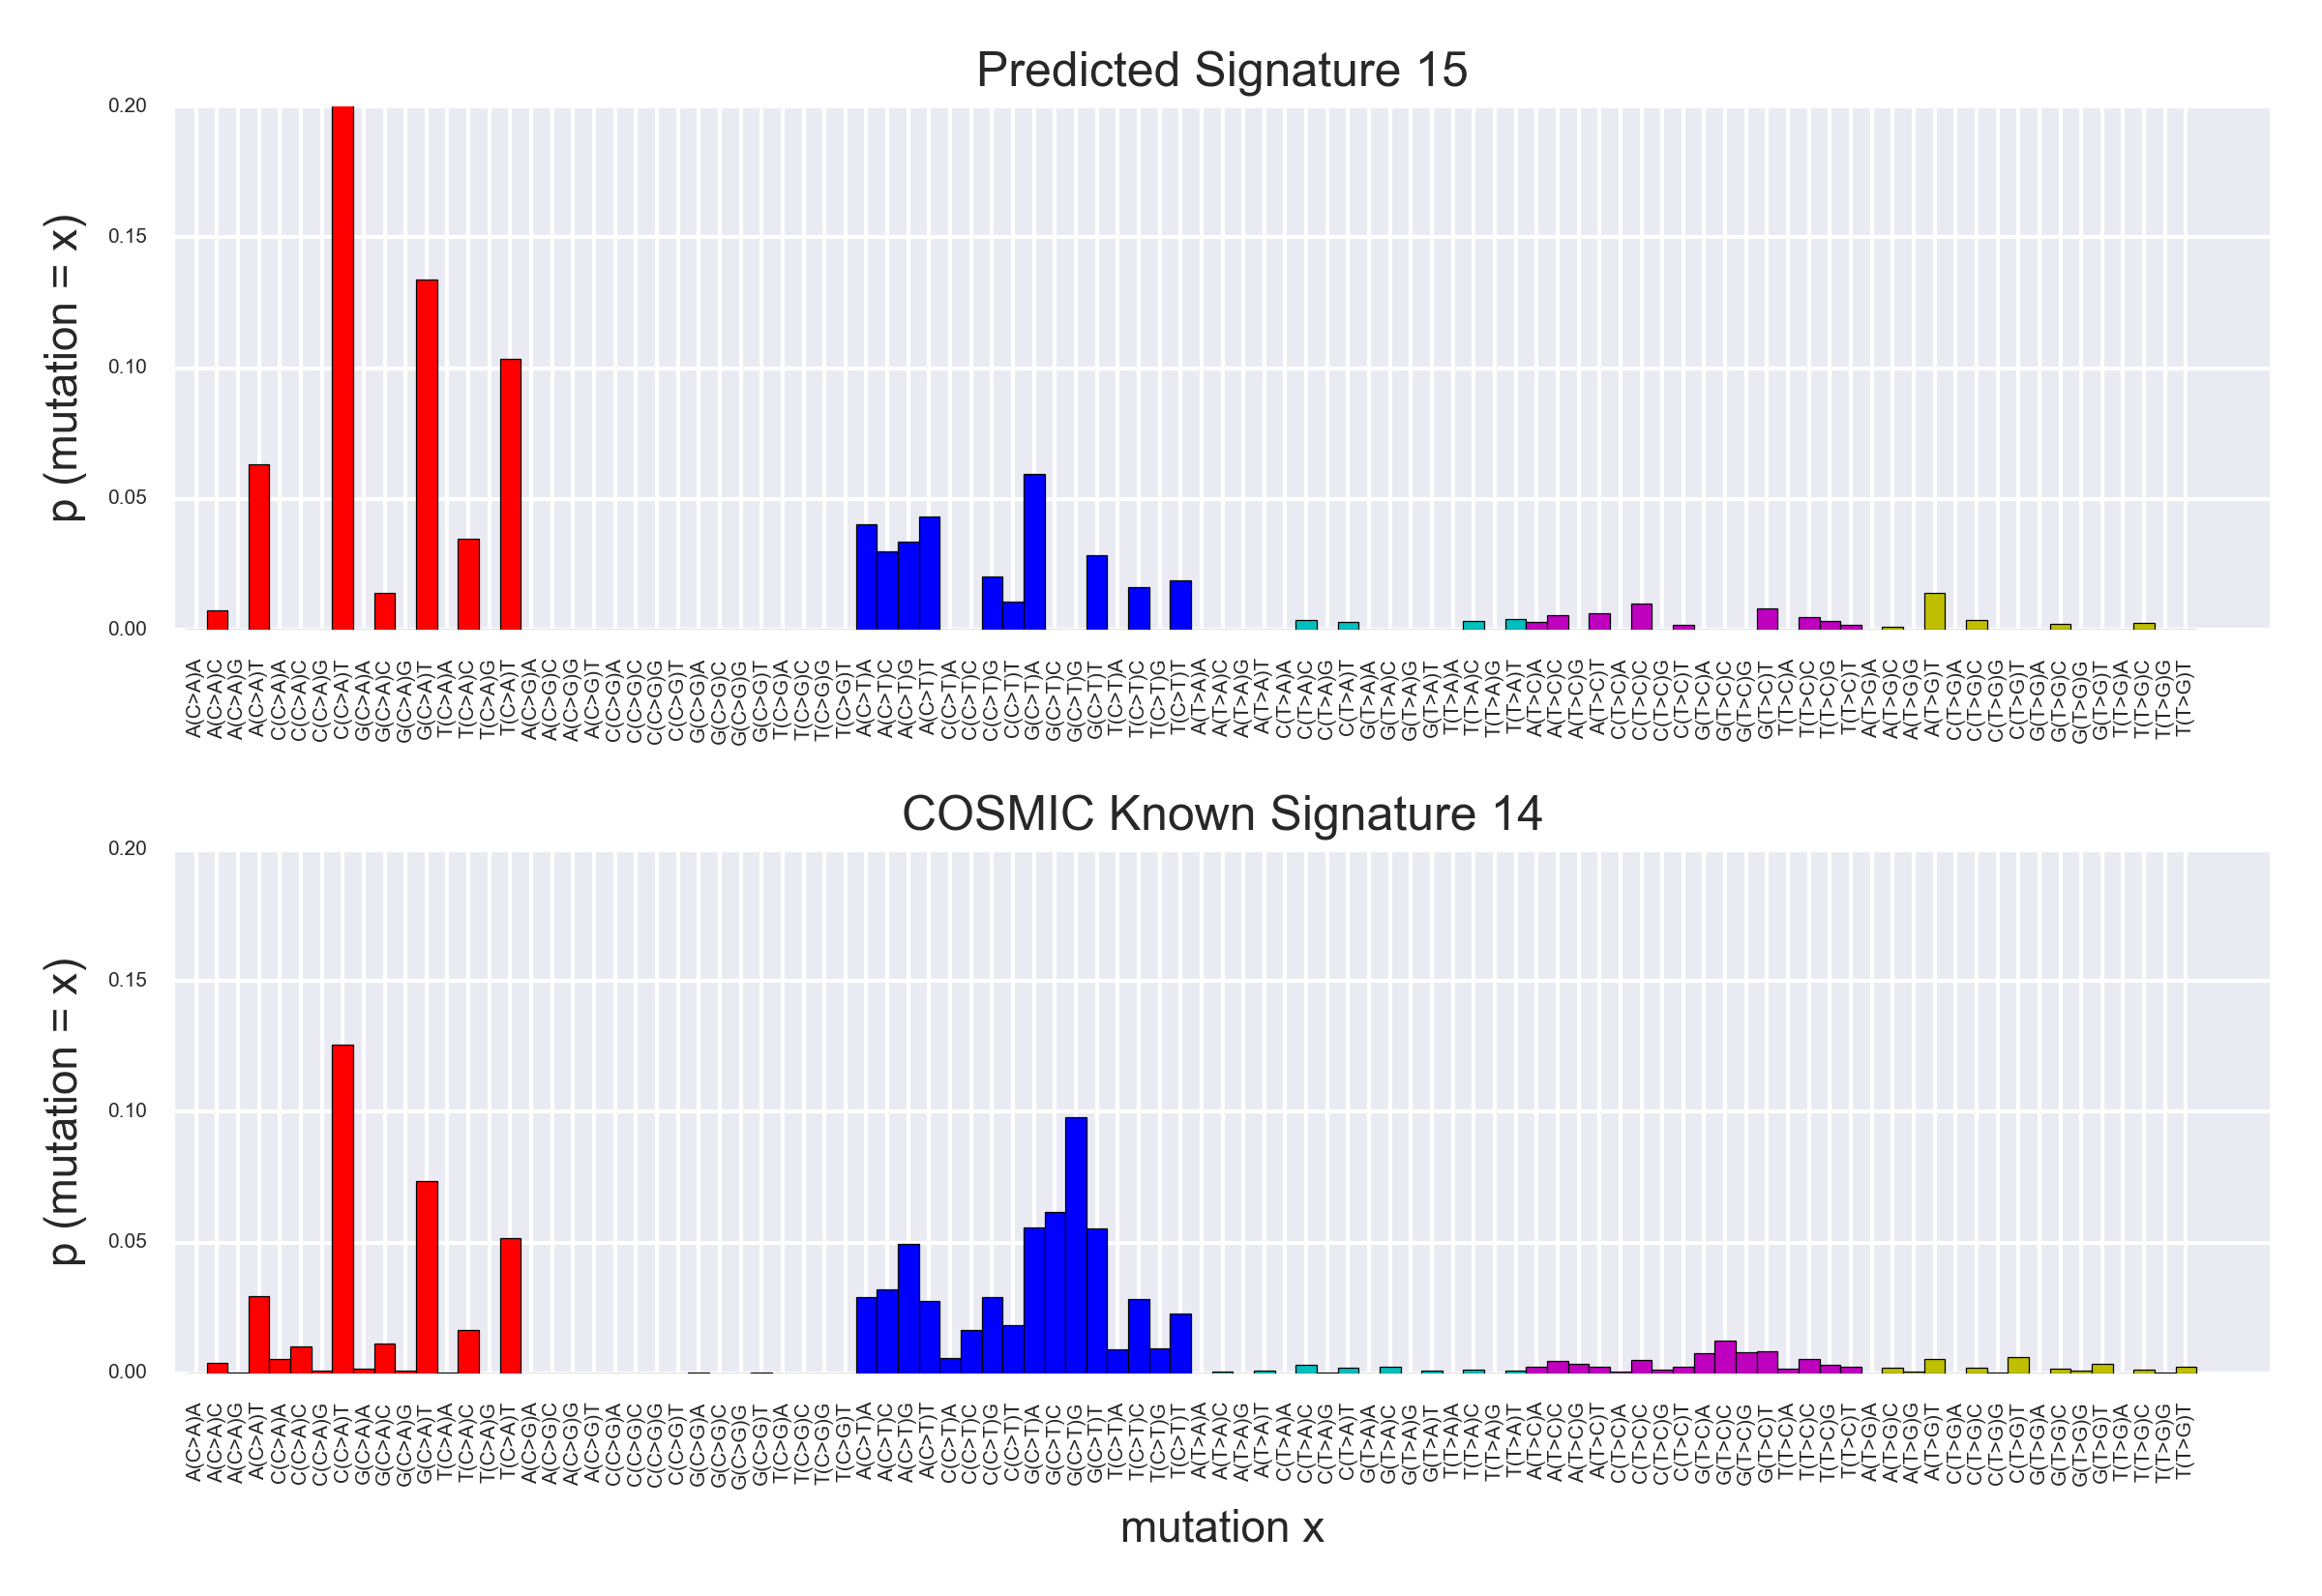 Predicted Signature 15
p (mutation = x)
0.20
0.15
0.10
0.05
0.00
A(C>A)A A(C>A)C A(C>A)G A(C>A)T C(C>A)A C(C>A)C C(C>A)G C(C>A)T G(C>A)A G(C>A)C G(C>A)G G(C>A)T T(C>A)A T(C>A)C T(C>A)G T(C>A)T A(C>G)A A(C>G)C A(C>G)G A(C>G)T C(C>G)A C(C>G)C C(C>G)G C(C>G)T G(C>G)A G(C>G)C G(C>G)G G(C>G)T T(C>G)A T(C>G)C T(C>G)G T(C>G)T A(C>T)A A(C>T)C A(C>T)G A(C>T)T C(C>T)A C(C>T)C C(C>T)G C(C>T)T G(C>T)A G(C>T)C G(C>T)G G(C>T)T T(C>T)A T(C>T)C T(C>T)G T(C>T)T A(T>A)A A(T>A)C A(T>A)G A(T>A)T C(T>A)A C(T>A)C C(T>A)G C(T>A)T G(T>A)A G(T>A)C G(T>A)G G(T>A)T T(T>A)A T(T>A)C T(T>A)G T(T>A)T A(T>C)A A(T>C)C A(T>C)G A(T>C)T C(T>C)A C(T>C)C C(T>C)G C(T>C)T G(T>C)A G(T>C)C G(T>C)G G(T>C)T T(T>C)A T(T>C)C T(T>C)G T(T>C)T A(T>G)A A(T>G)C A(T>G)G A(T>G)T C(T>G)A C(T>G)C C(T>G)G C(T>G)T G(T>G)A G(T>G)C G(T>G)G G(T>G)T T(T>G)A T(T>G)C T(T>G)G T(T>G)T
COSMIC Known Signature 14
p (mutation = x)
0.20
0.15
0.10
0.05
0.00
A(C>A)A A(C>A)C A(C>A)G A(C>A)T C(C>A)A C(C>A)C C(C>A)G C(C>A)T G(C>A)A G(C>A)C G(C>A)G G(C>A)T T(C>A)A T(C>A)C T(C>A)G T(C>A)T A(C>G)A A(C>G)C A(C>G)G A(C>G)T C(C>G)A C(C>G)C C(C>G)G C(C>G)T G(C>G)A G(C>G)C G(C>G)G G(C>G)T T(C>G)A T(C>G)C T(C>G)G T(C>G)T A(C>T)A A(C>T)C A(C>T)G A(C>T)T C(C>T)A C(C>T)C C(C>T)G C(C>T)T G(C>T)A G(C>T)C G(C>T)G G(C>T)T T(C>T)A T(C>T)C T(C>T)G T(C>T)T A(T>A)A A(T>A)C A(T>A)G A(T>A)T C(T>A)A C(T>A)C C(T>A)G C(T>A)T G(T>A)A G(T>A)C G(T>A)G G(T>A)T T(T>A)A T(T>A)C T(T>A)G T(T>A)T A(T>C)A A(T>C)C A(T>C)G A(T>C)T C(T>C)A C(T>C)C C(T>C)G C(T>C)T G(T>C)A G(T>C)C G(T>C)G G(T>C)T T(T>C)A T(T>C)C T(T>C)G T(T>C)T A(T>G)A A(T>G)C A(T>G)G A(T>G)T C(T>G)A C(T>G)C C(T>G)G C(T>G)T G(T>G)A G(T>G)C G(T>G)G G(T>G)T T(T>G)A T(T>G)C T(T>G)G T(T>G)T
mutation x